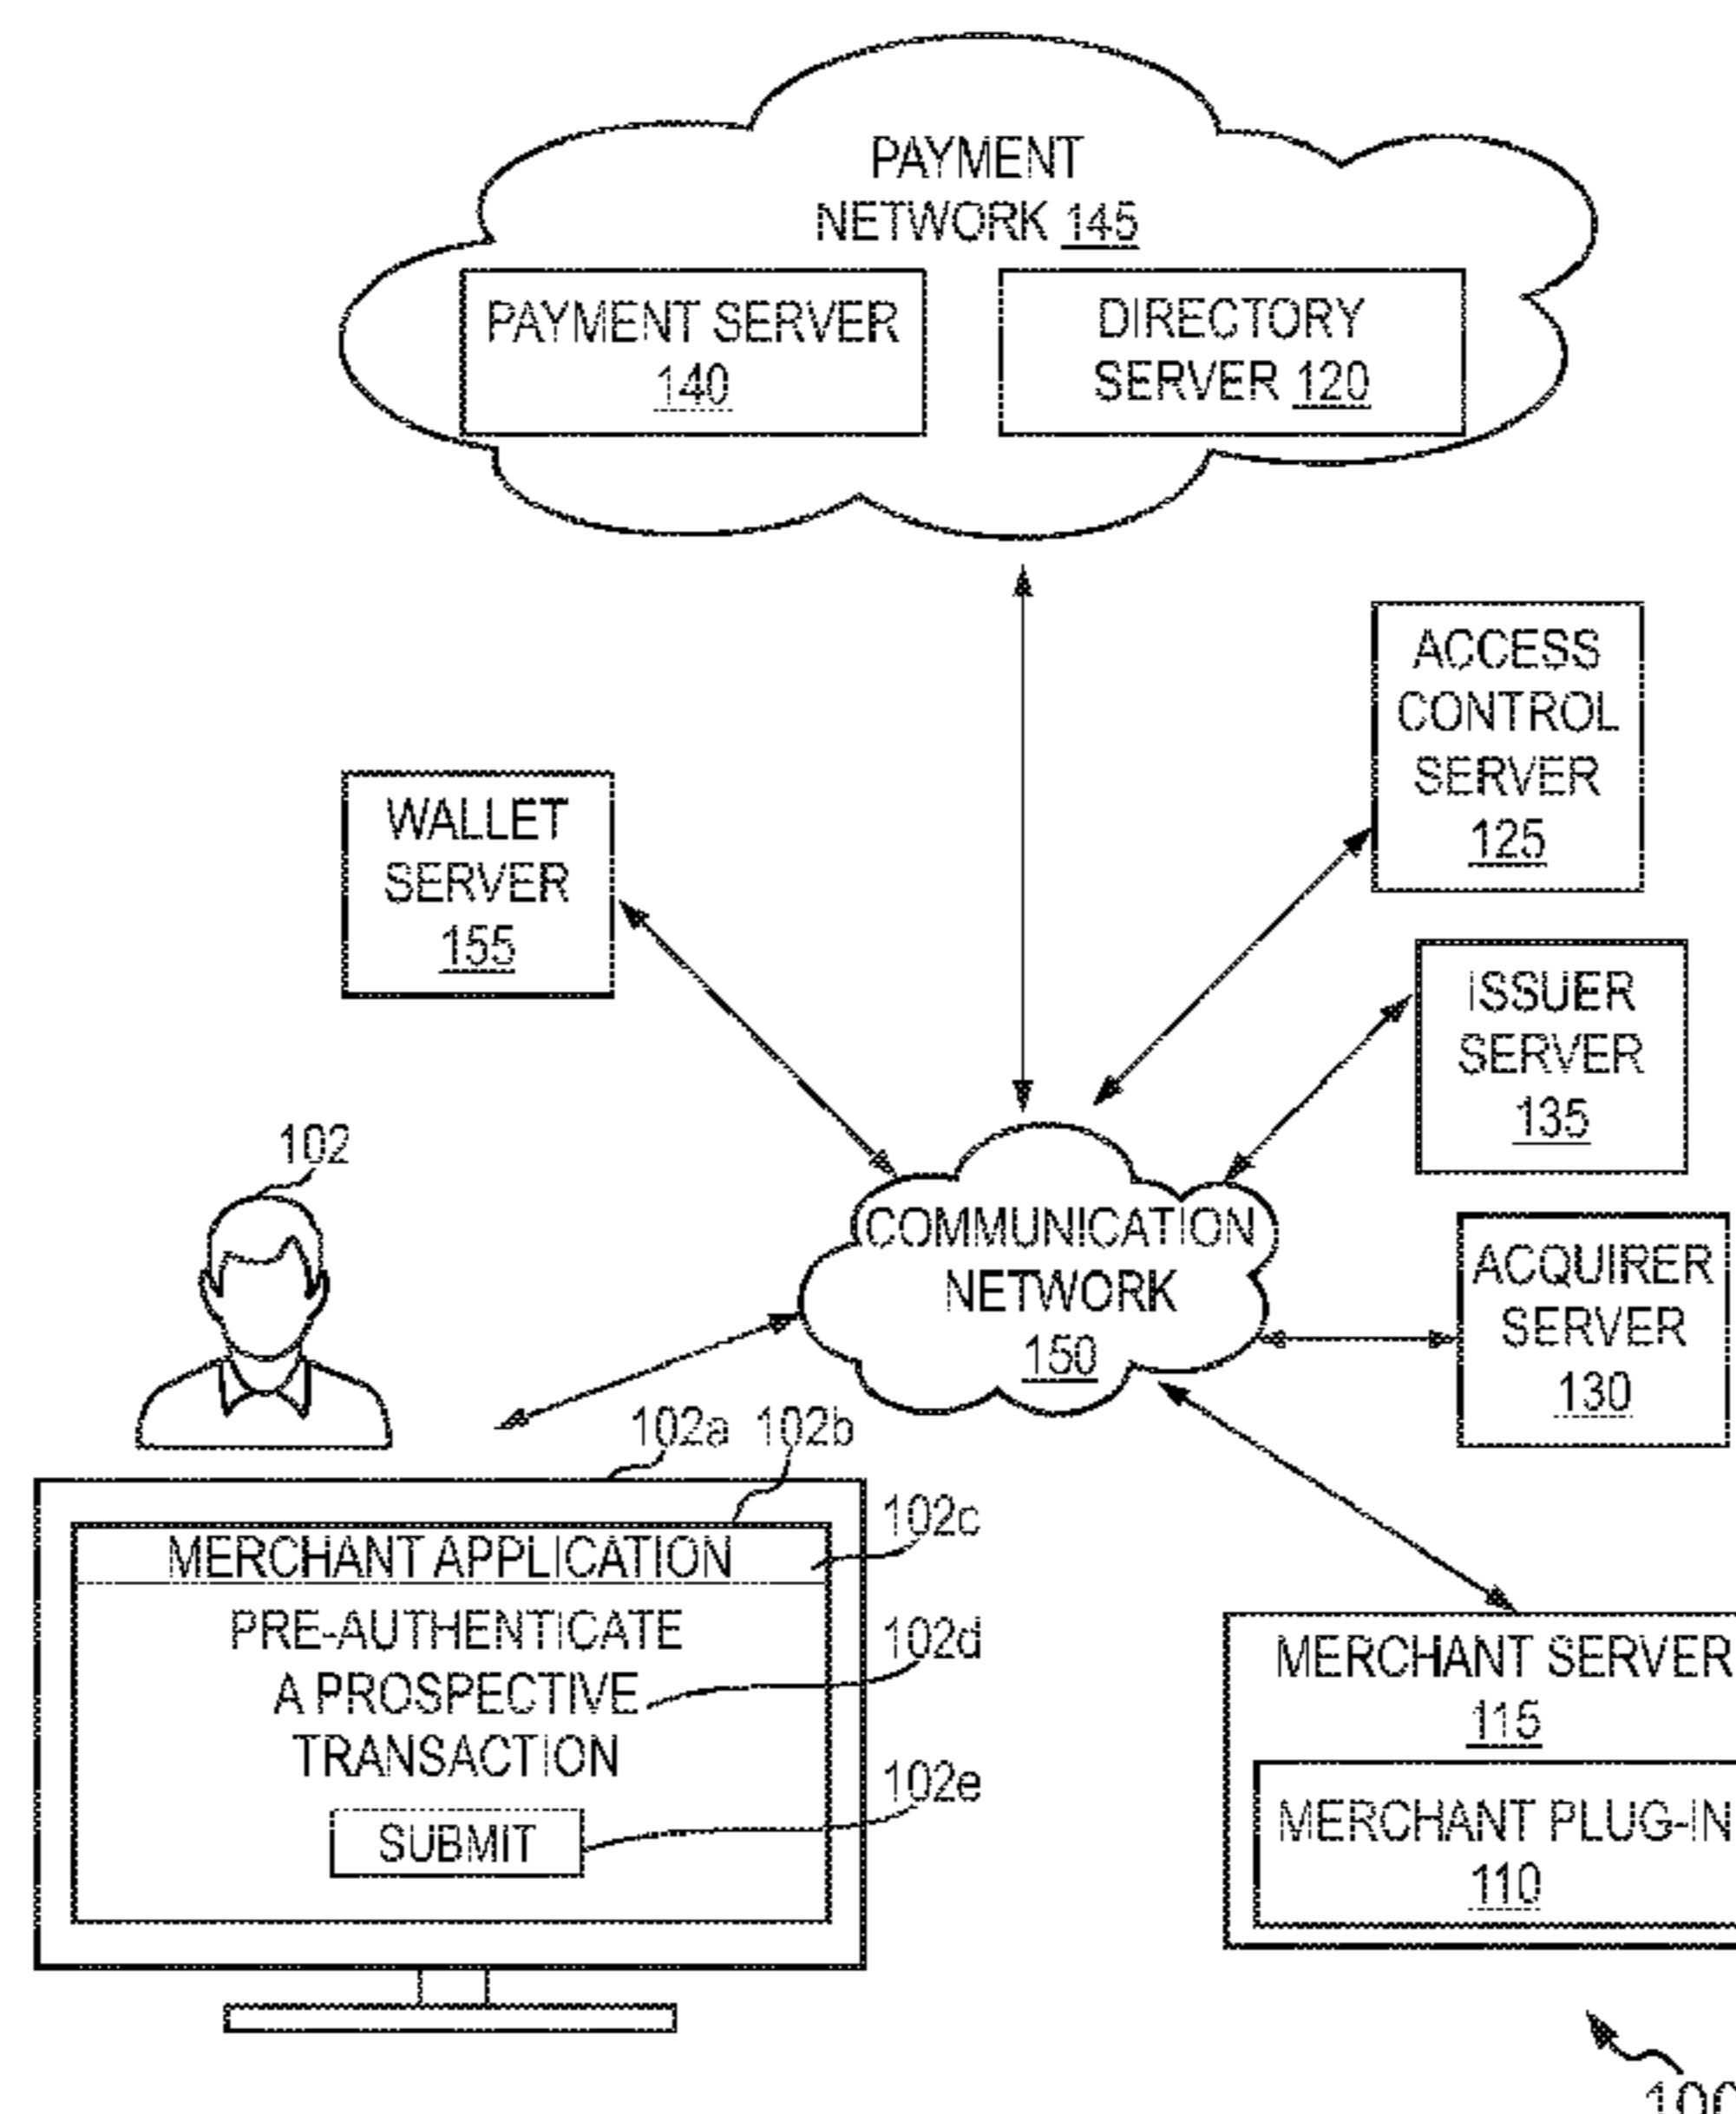 PAYMENT
NETWORK 145
PAYMENT SERVER
140
DIRECTORY
SERVER 120
ACCESS
CONTROL
SERVER
125
WALLET
SERVER
155
ISSUER
SERVER
135
102
COMMUNICATION
NETWORK
150
ACQUIRER
SERVER
130
102a 102b
102c
MERCHANT APPLICATION
PRE-AUTHENTICATE
A PROSPECTIVE
TRANSACTION
102d
102e
SUBMIT
MERCHANT SERVER
115
MERCHANT PLUG-IN
110
100